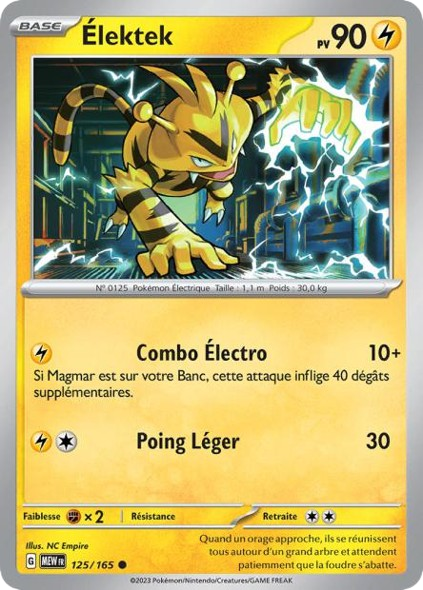 BASE Élektek PV 90
N° 0125 Pokémon Électrique Taille : 1,1 m Poids : 30,0 kg
Combo Électro 10+
Si Magmar est sur votre Banc, cette attaque inflige 40 dégâts
supplémentaires.
Poing Léger 30
Faiblesse ×2 Résistance Retraite
Illus. NC Empire
G MEW FR 125/165
Quand un orage approche, ils se réunissent
tous autour d'un grand arbre et attendent
patiemment que la foudre s'abatte.
©2023 Pokémon/Nintendo/Creatures/GAME FREAK